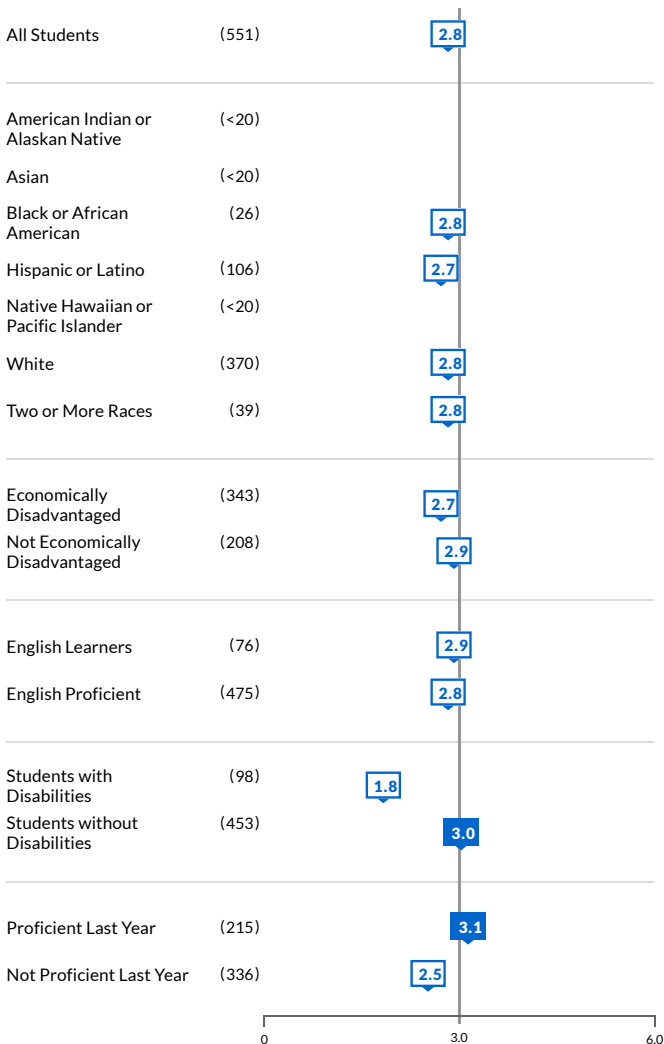 All Students (551) 2.8
American Indian or (<20)
Alaskan Native
Asian (<20)
Black or African (26) 2.8
American
Hispanic or Latino (106) 2.7
Native Hawaiian or (<20)
Pacific Islander
White (370) 2.8
Two or More Races (39) 2.8
Economically (343) 2.7
Disadvantaged
Not Economically (208) 2.9
Disadvantaged
English Learners (76) 2.9
English Proficient (475) 2.8
Students with (98) 1.8
Disabilities
Students without (453) 3.0
Disabilities
Proficient Last Year (215) 3.1
Not Proficient Last Year (336) 2.5
0 3.0 6.0